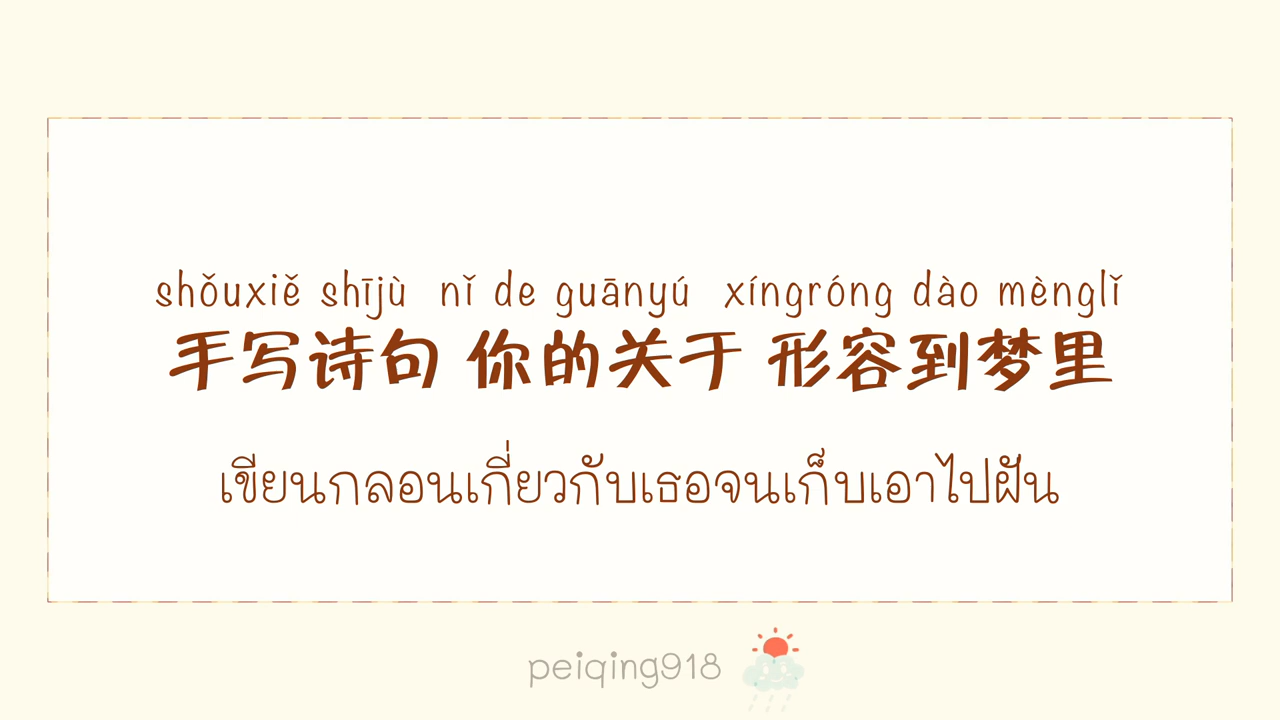 shǒuxiě shījù nǐ de guānyú xíngróng dào mènglǐ
手写诗句 你的关于 形容到梦里
เขียนกลอนเกี่ยวกับเธอจนเก็บเอาไปฝัน
peiqing918